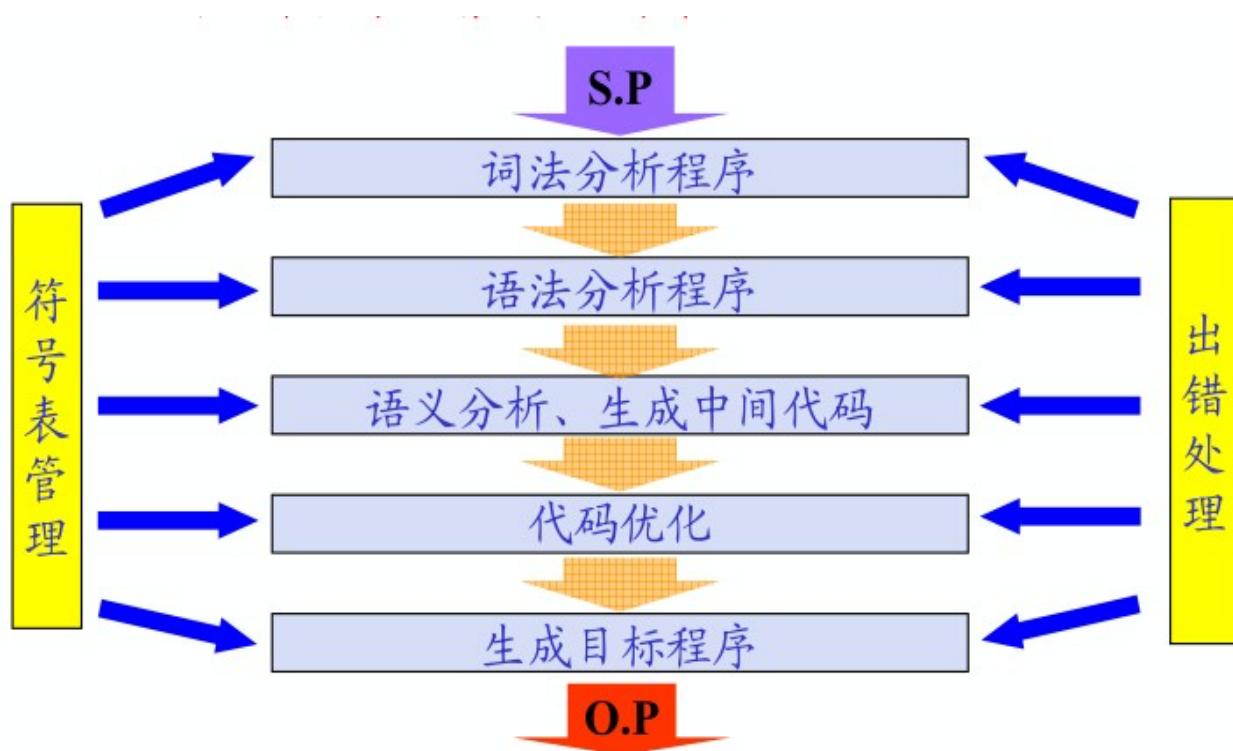 S.P
词法分析程序
语法分析程序
语义分析、生成中间代码
代码优化
生成目标程序
O.P
符号表管理
出错处理